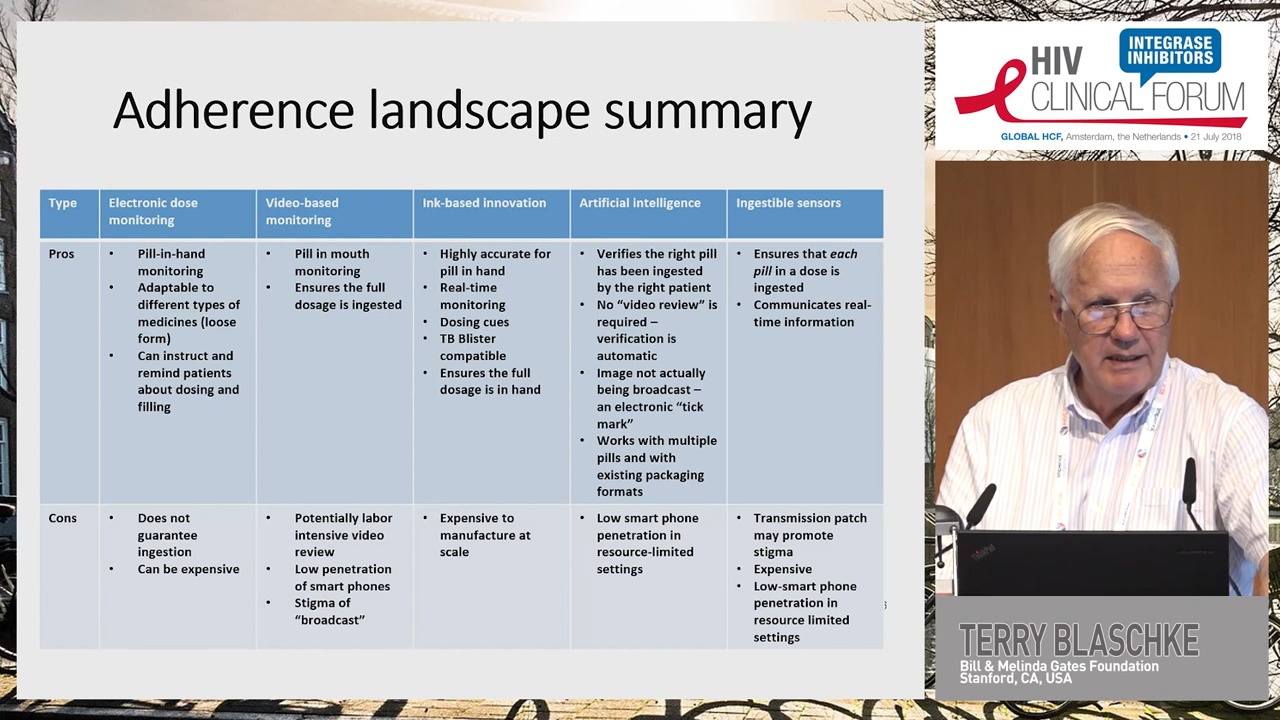 Adherence landscape summary
Type
Electronic dose
monitoring
Video-based
monitoring
Ink-based innovation
Artificial intelligence
Ingestible sensors
Pros
• Pill-in-hand
monitoring
• Adaptable to
different types of
medicines (loose
form)
• Can instruct and
remind patients
about dosing and
filling
• Pill in mouth
monitoring
• Ensures the full
dosage is ingested
• Highly accurate for
pill in hand
• Real-time
monitoring
• Dosing cues
• TB Blister
compatible
• Ensures the full
dosage is in hand
• Verifies the right pill
has been ingested
by the right patient
• No “video review” is
required –
verification is
automatic
• Image not actually
being broadcast –
an electronic “tick
mark”
• Works with multiple
pills and with
existing packaging
formats
• Ensures that each
pill in a dose is
ingested
• Communicates real-
time information
Cons
• Does not
guarantee
ingestion
• Can be expensive
• Potentially labor
intensive video
review
• Low penetration
of smart phones
• Stigma of
“broadcast”
• Expensive to
manufacture at
scale
• Low smart phone
penetration in
resource-limited
settings
• Transmission patch
may promote
stigma
• Expensive
• Low-smart phone
penetration in
resource limited
settings
INTEGRASE
INHIBITORS
HIV
CLINICAL FORUM
GLOBAL HCF, Amsterdam, the Netherlands • 21 July 2018
ThinkPad
TERRY BLASCHKE
Bill & Melinda Gates Foundation
Stanford, CA, USA